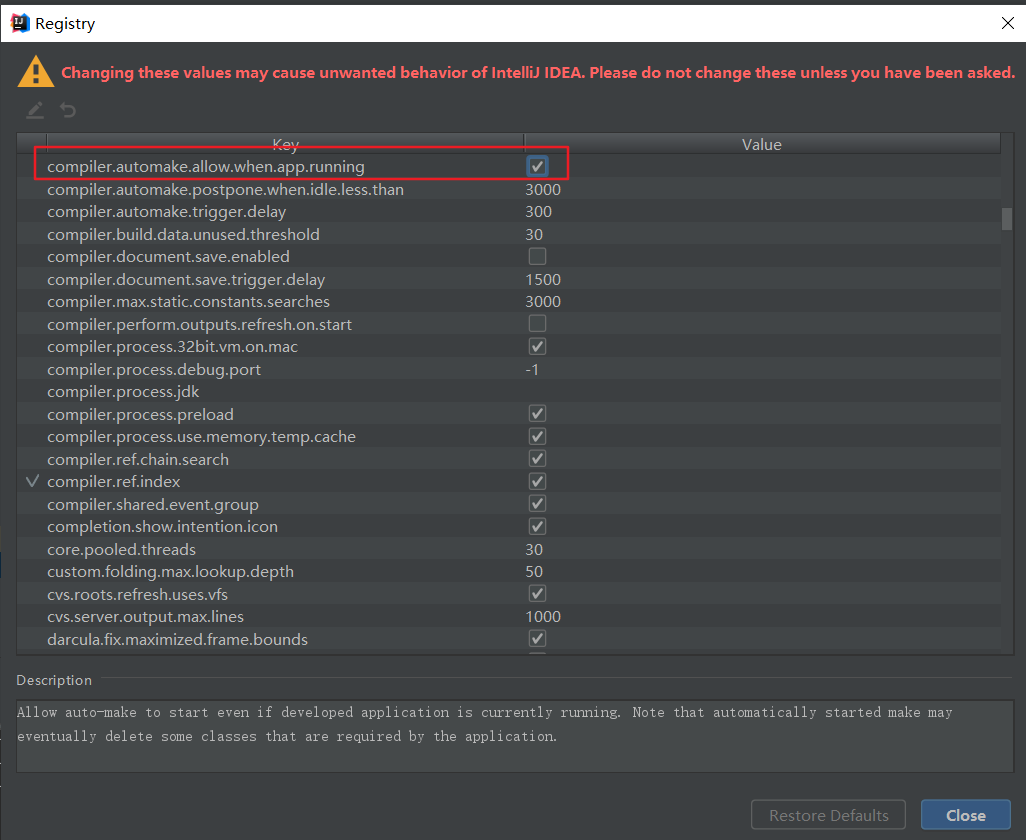 Registry
Changing these values may cause unwanted behavior of IntelliJ IDEA. Please do not change these unless you have been asked.
Key Value
compiler.automake.allow.when.app.running
compiler.automake.postpone.when.idle.less.than 3000
compiler.automake.trigger.delay 300
compiler.build.data.unused.threshold 30
compiler.document.save.enabled
compiler.document.save.trigger.delay 1500
compiler.max.static.constants.searches 3000
compiler.perform.outputs.refresh.on.start
compiler.process.32bit.vm.on.mac
compiler.process.debug.port -1
compiler.process.jdk
compiler.process.preload
compiler.process.use.memory.temp.cache
compiler.ref.chain.search
compiler.ref.index
compiler.shared.event.group
completion.show.intention.icon
core.pooled.threads 30
custom.folding.max.lookup.depth 50
cvs.roots.refresh.uses.vfs
cvs.server.output.max.lines 1000
darcula.fix.maximized.frame.bounds
Description
Allow auto-make to start even if developed application is currently running. Note that automatically started make may
eventually delete some classes that are required by the application.
Restore Defaults Close